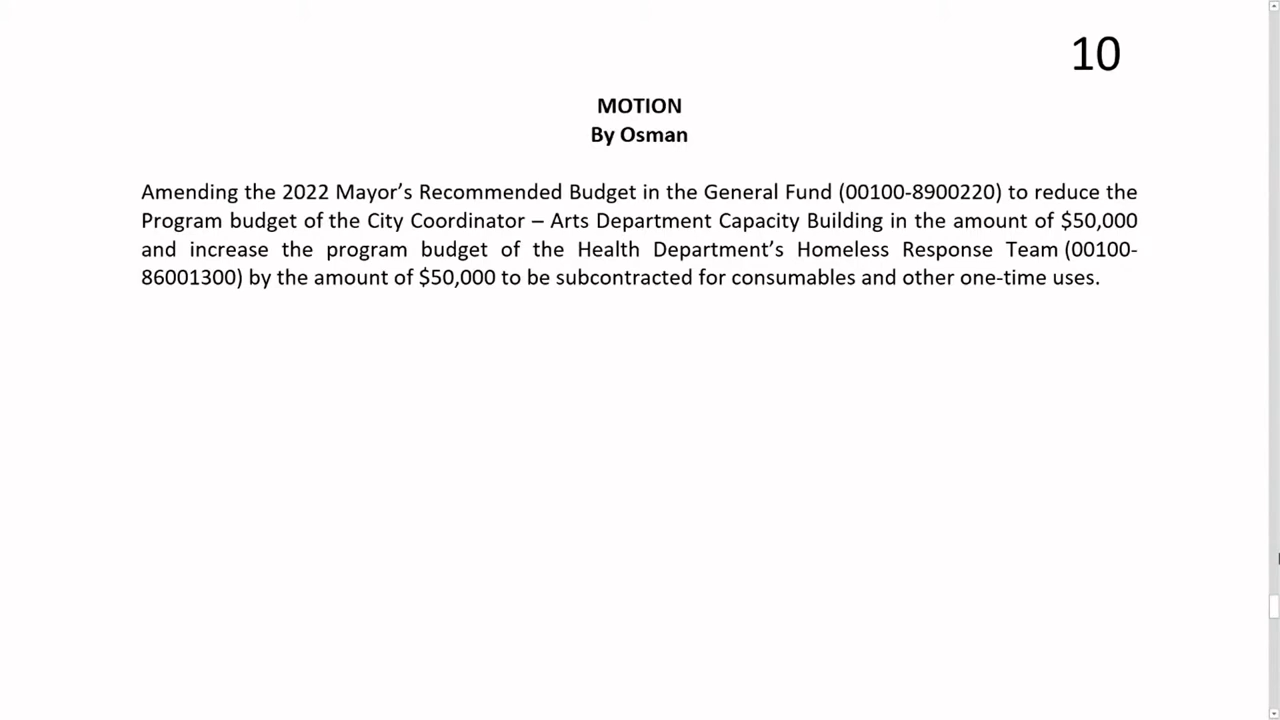 10
MOTION
By Osman
Amending the 2022 Mayor’s Recommended Budget in the General Fund (00100-8900220) to reduce the
Program budget of the City Coordinator – Arts Department Capacity Building in the amount of $50,000
and increase the program budget of the Health Department’s Homeless Response Team (00100-
86001300) by the amount of $50,000 to be subcontracted for consumables and other one-time uses.